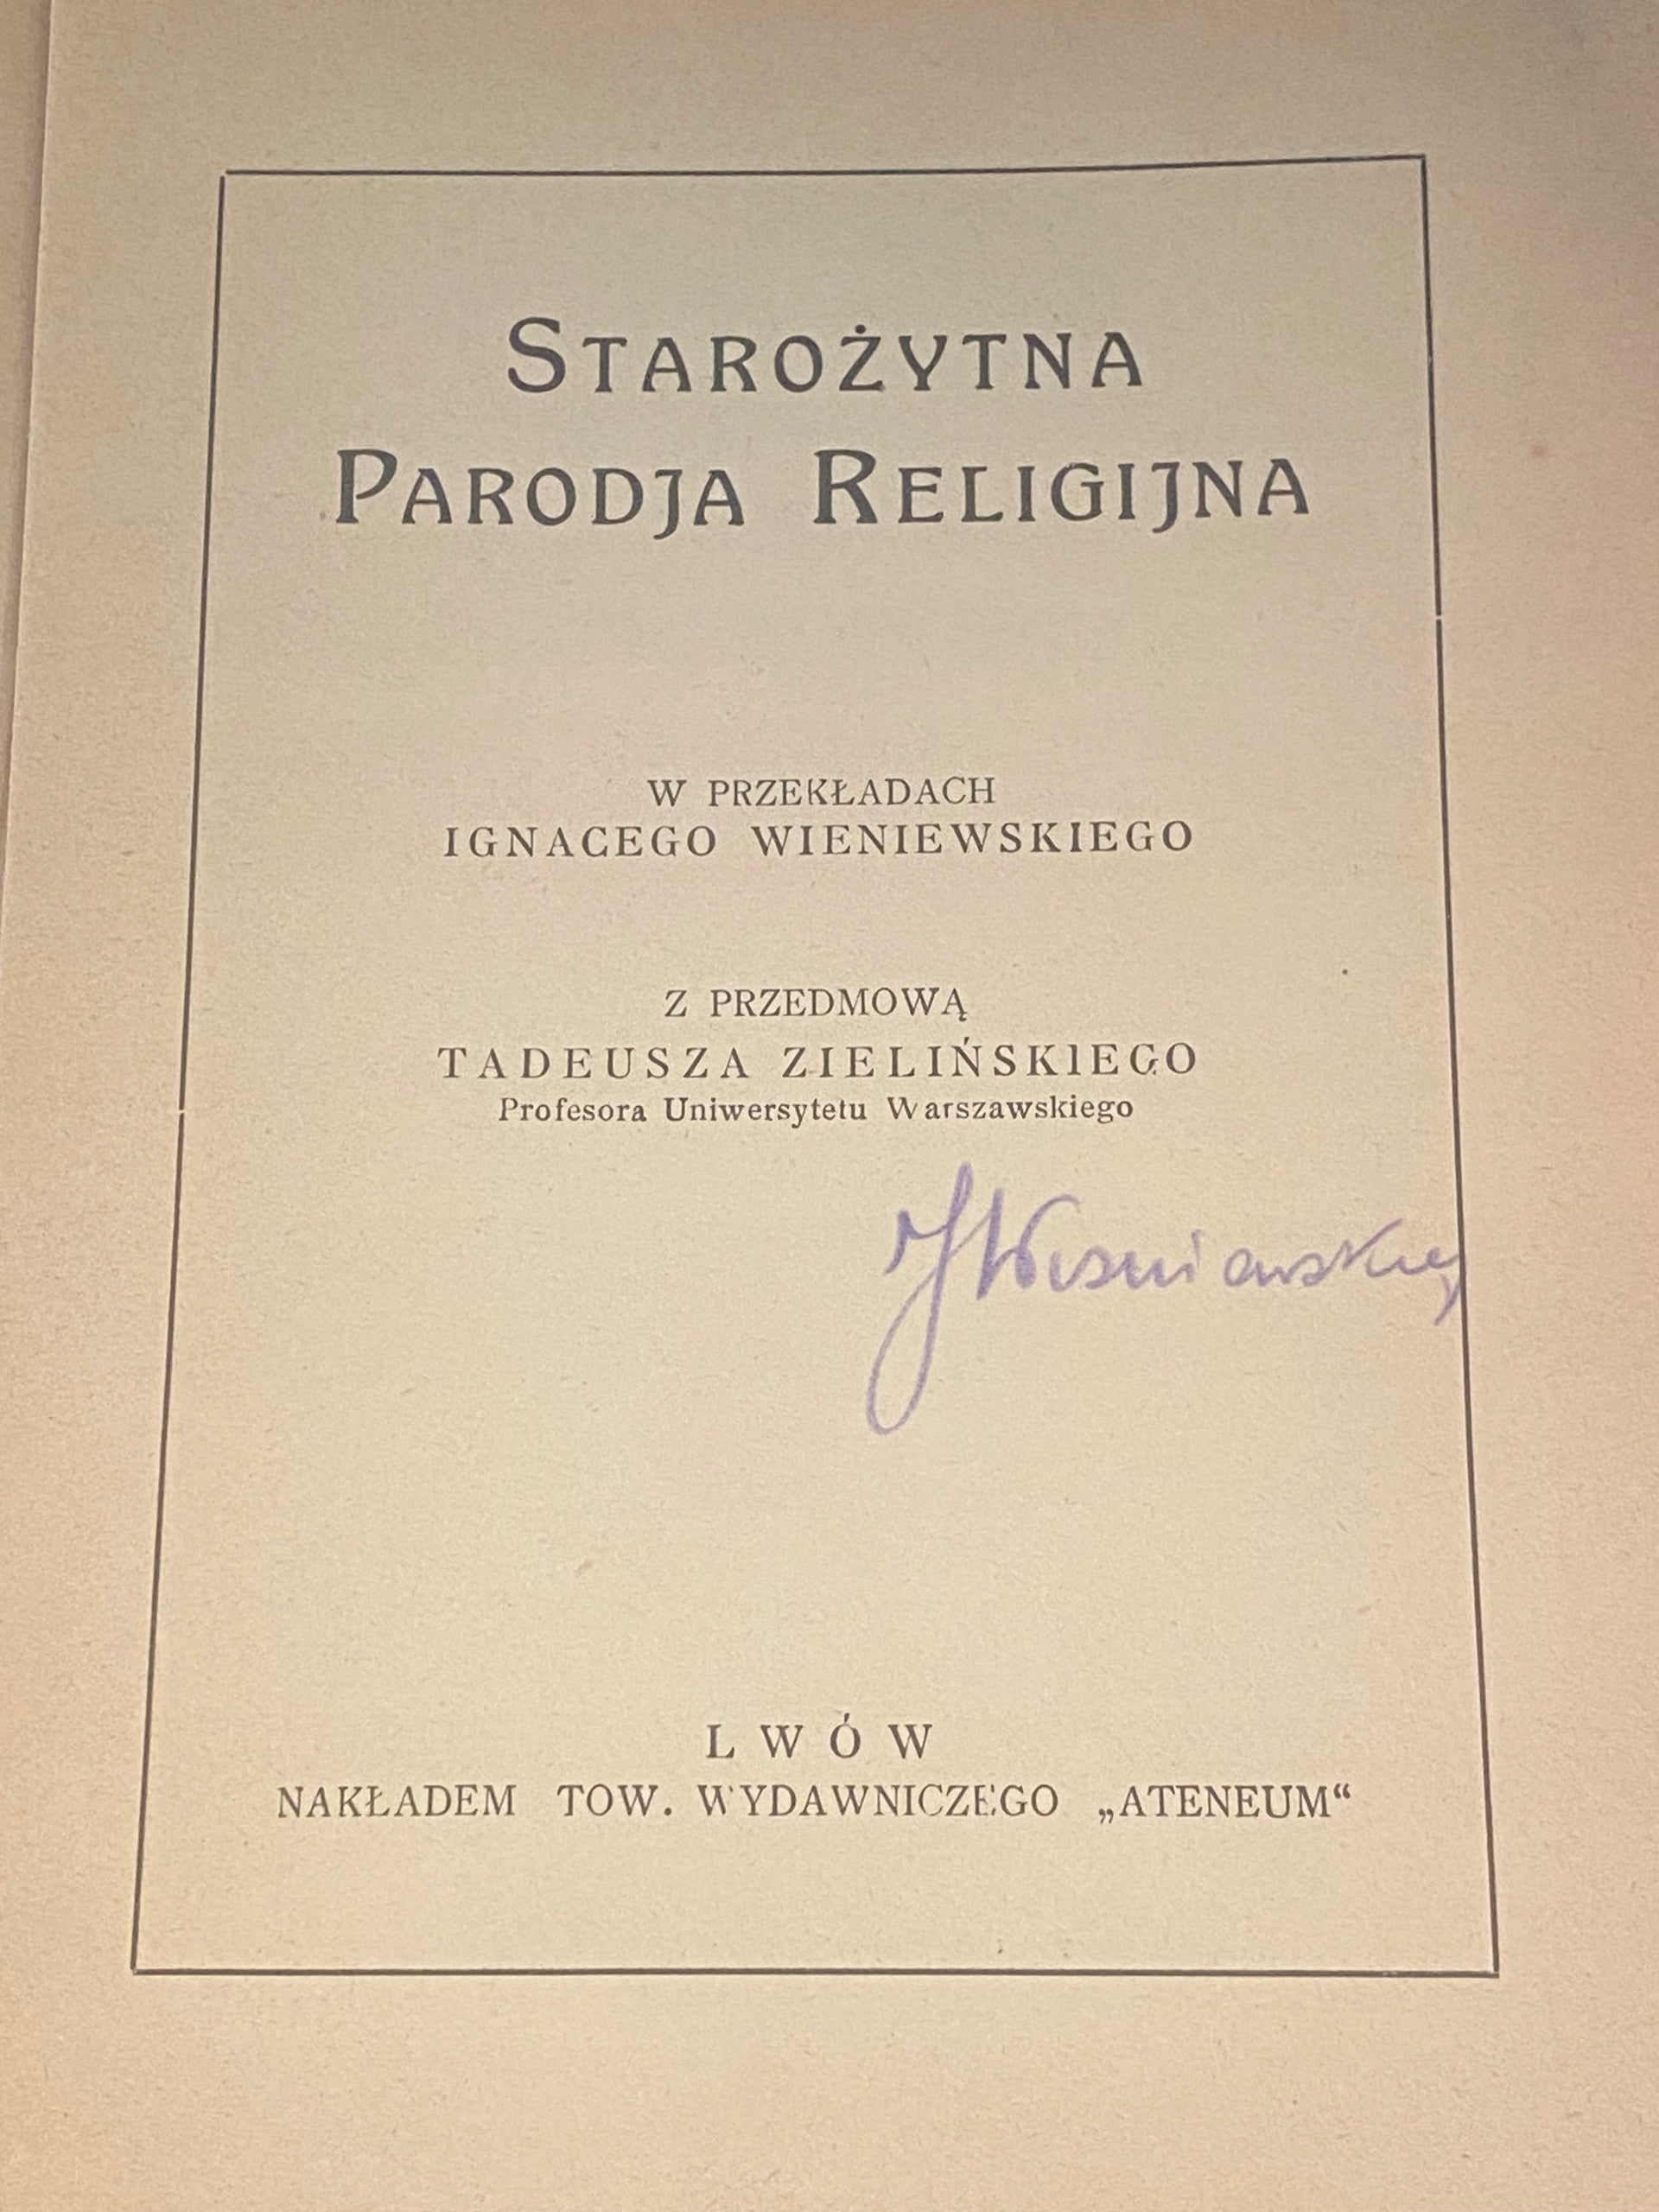 STAROŻYTNA
PARODJA RELIGIJNA
W PRZEKŁADACH
IGNACEGO WIENIEWSKIEGO
Z PRZEDMOWĄ
TADEUSZA ZIELIŃSKIEGO
Profesora Uniwersytetu Warszawskiego
LWÓW
NAKŁADEM TOW. WYDAWNICZEGO „ATENEUM“